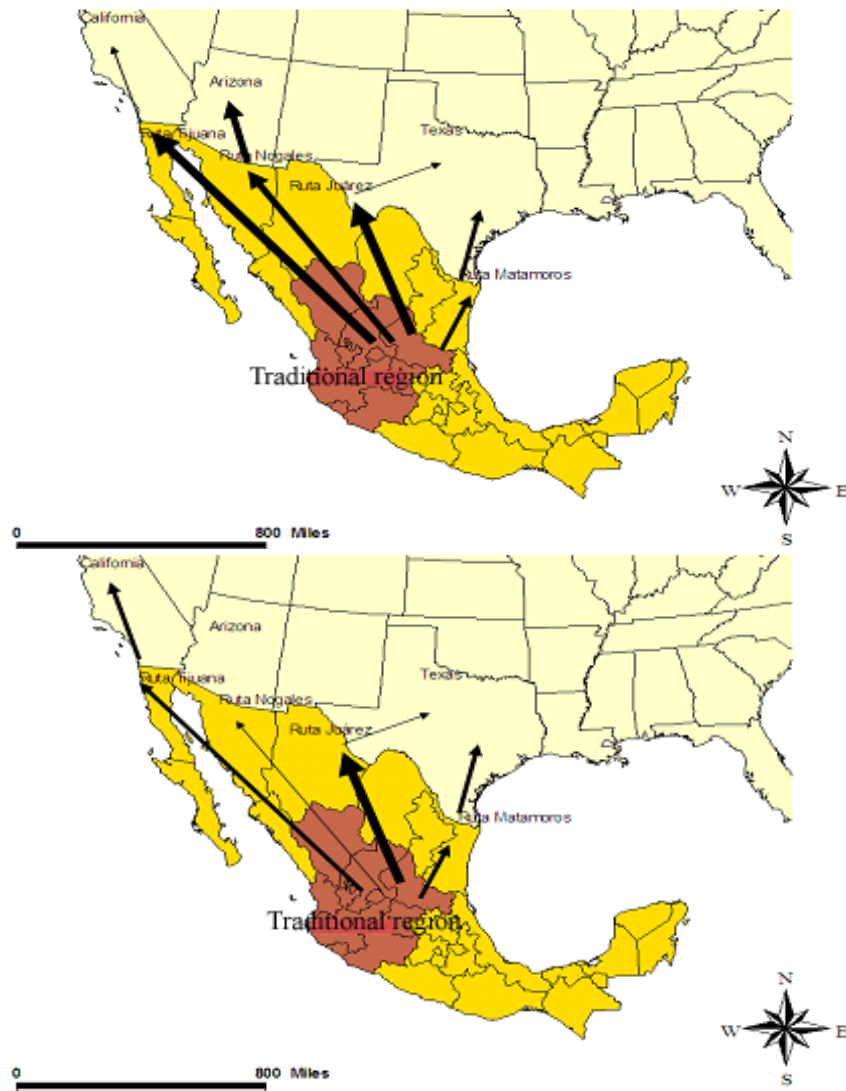 California
Arizona
Texas
Ruta Tijuana
Ruta Nogales
Ruta Juárez
Ruta Matamoros
Traditional region
N
W E
S
0 800 Miles
California
Arizona
Texas
Ruta Tijuana
Ruta Nogales
Ruta Juárez
Ruta Matamoros
Traditional region
N
W E
S
0 800 Miles